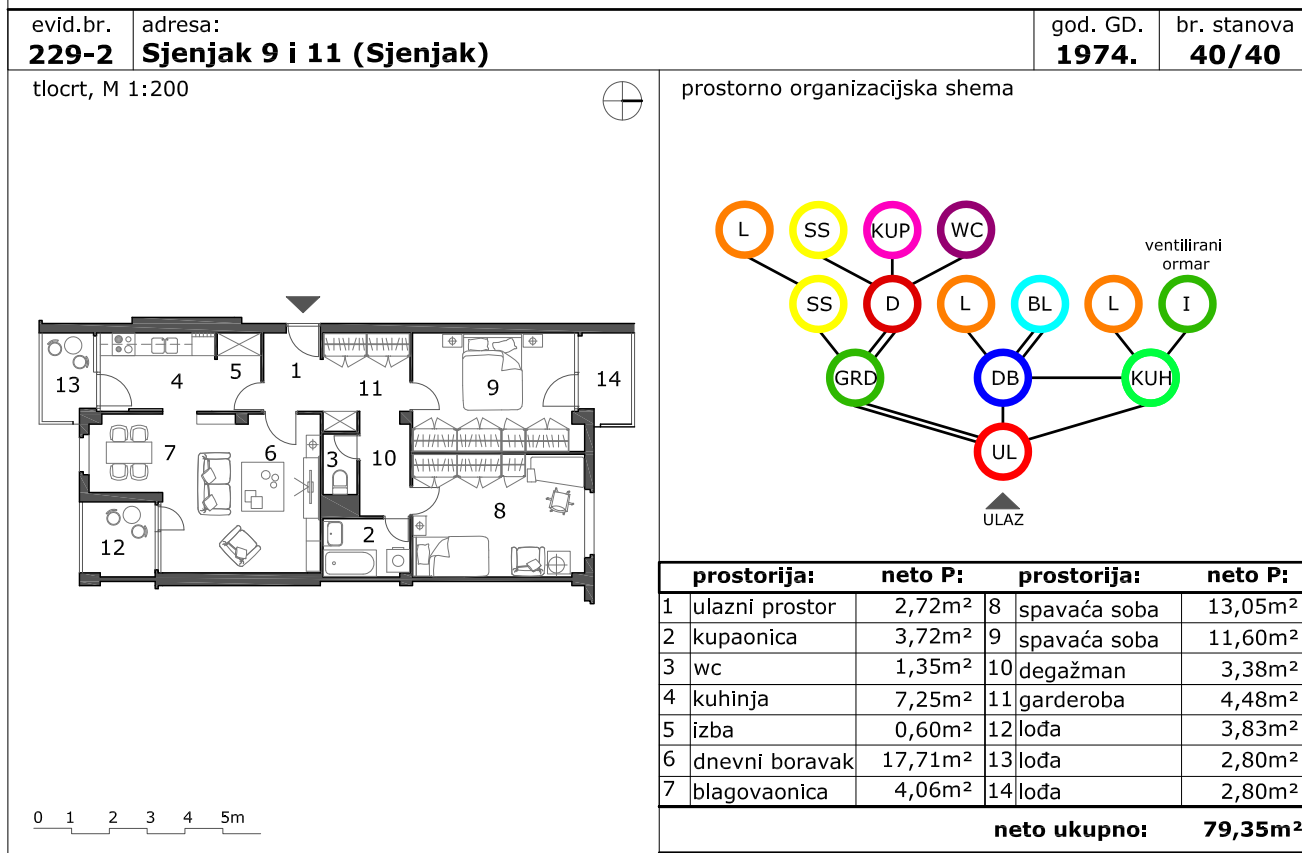 evid.br.
229-2
adresa:
Sjenjak 9 i 11 (Sjenjak)
god. GD.
1974.
br. stanova
40/40
tlocrt, M 1:200
13
4
5
1
11
9
14
7
6
3
10
12
2
8
0 1 2 3 4 5m
prostorno organizacijska shema
L SS KUP WC
ventilirani
ormar
SS D L BL L I
GRD DB KUH
UL
ULAZ
prostorija: neto P: prostorija: neto P:
1 ulazni prostor 2,72m² 8 spavaća soba 13,05m²
2 kupaonica 3,72m² 9 spavaća soba 11,60m²
3 wc 1,35m² 10 degažman 3,38m²
4 kuhinja 7,25m² 11 garderoba 4,48m²
5 izba 0,60m² 12 lođa 3,83m²
6 dnevni boravak 17,71m² 13 lođa 2,80m²
7 blagovaonica 4,06m² 14 lođa 2,80m²
neto ukupno: 79,35m²